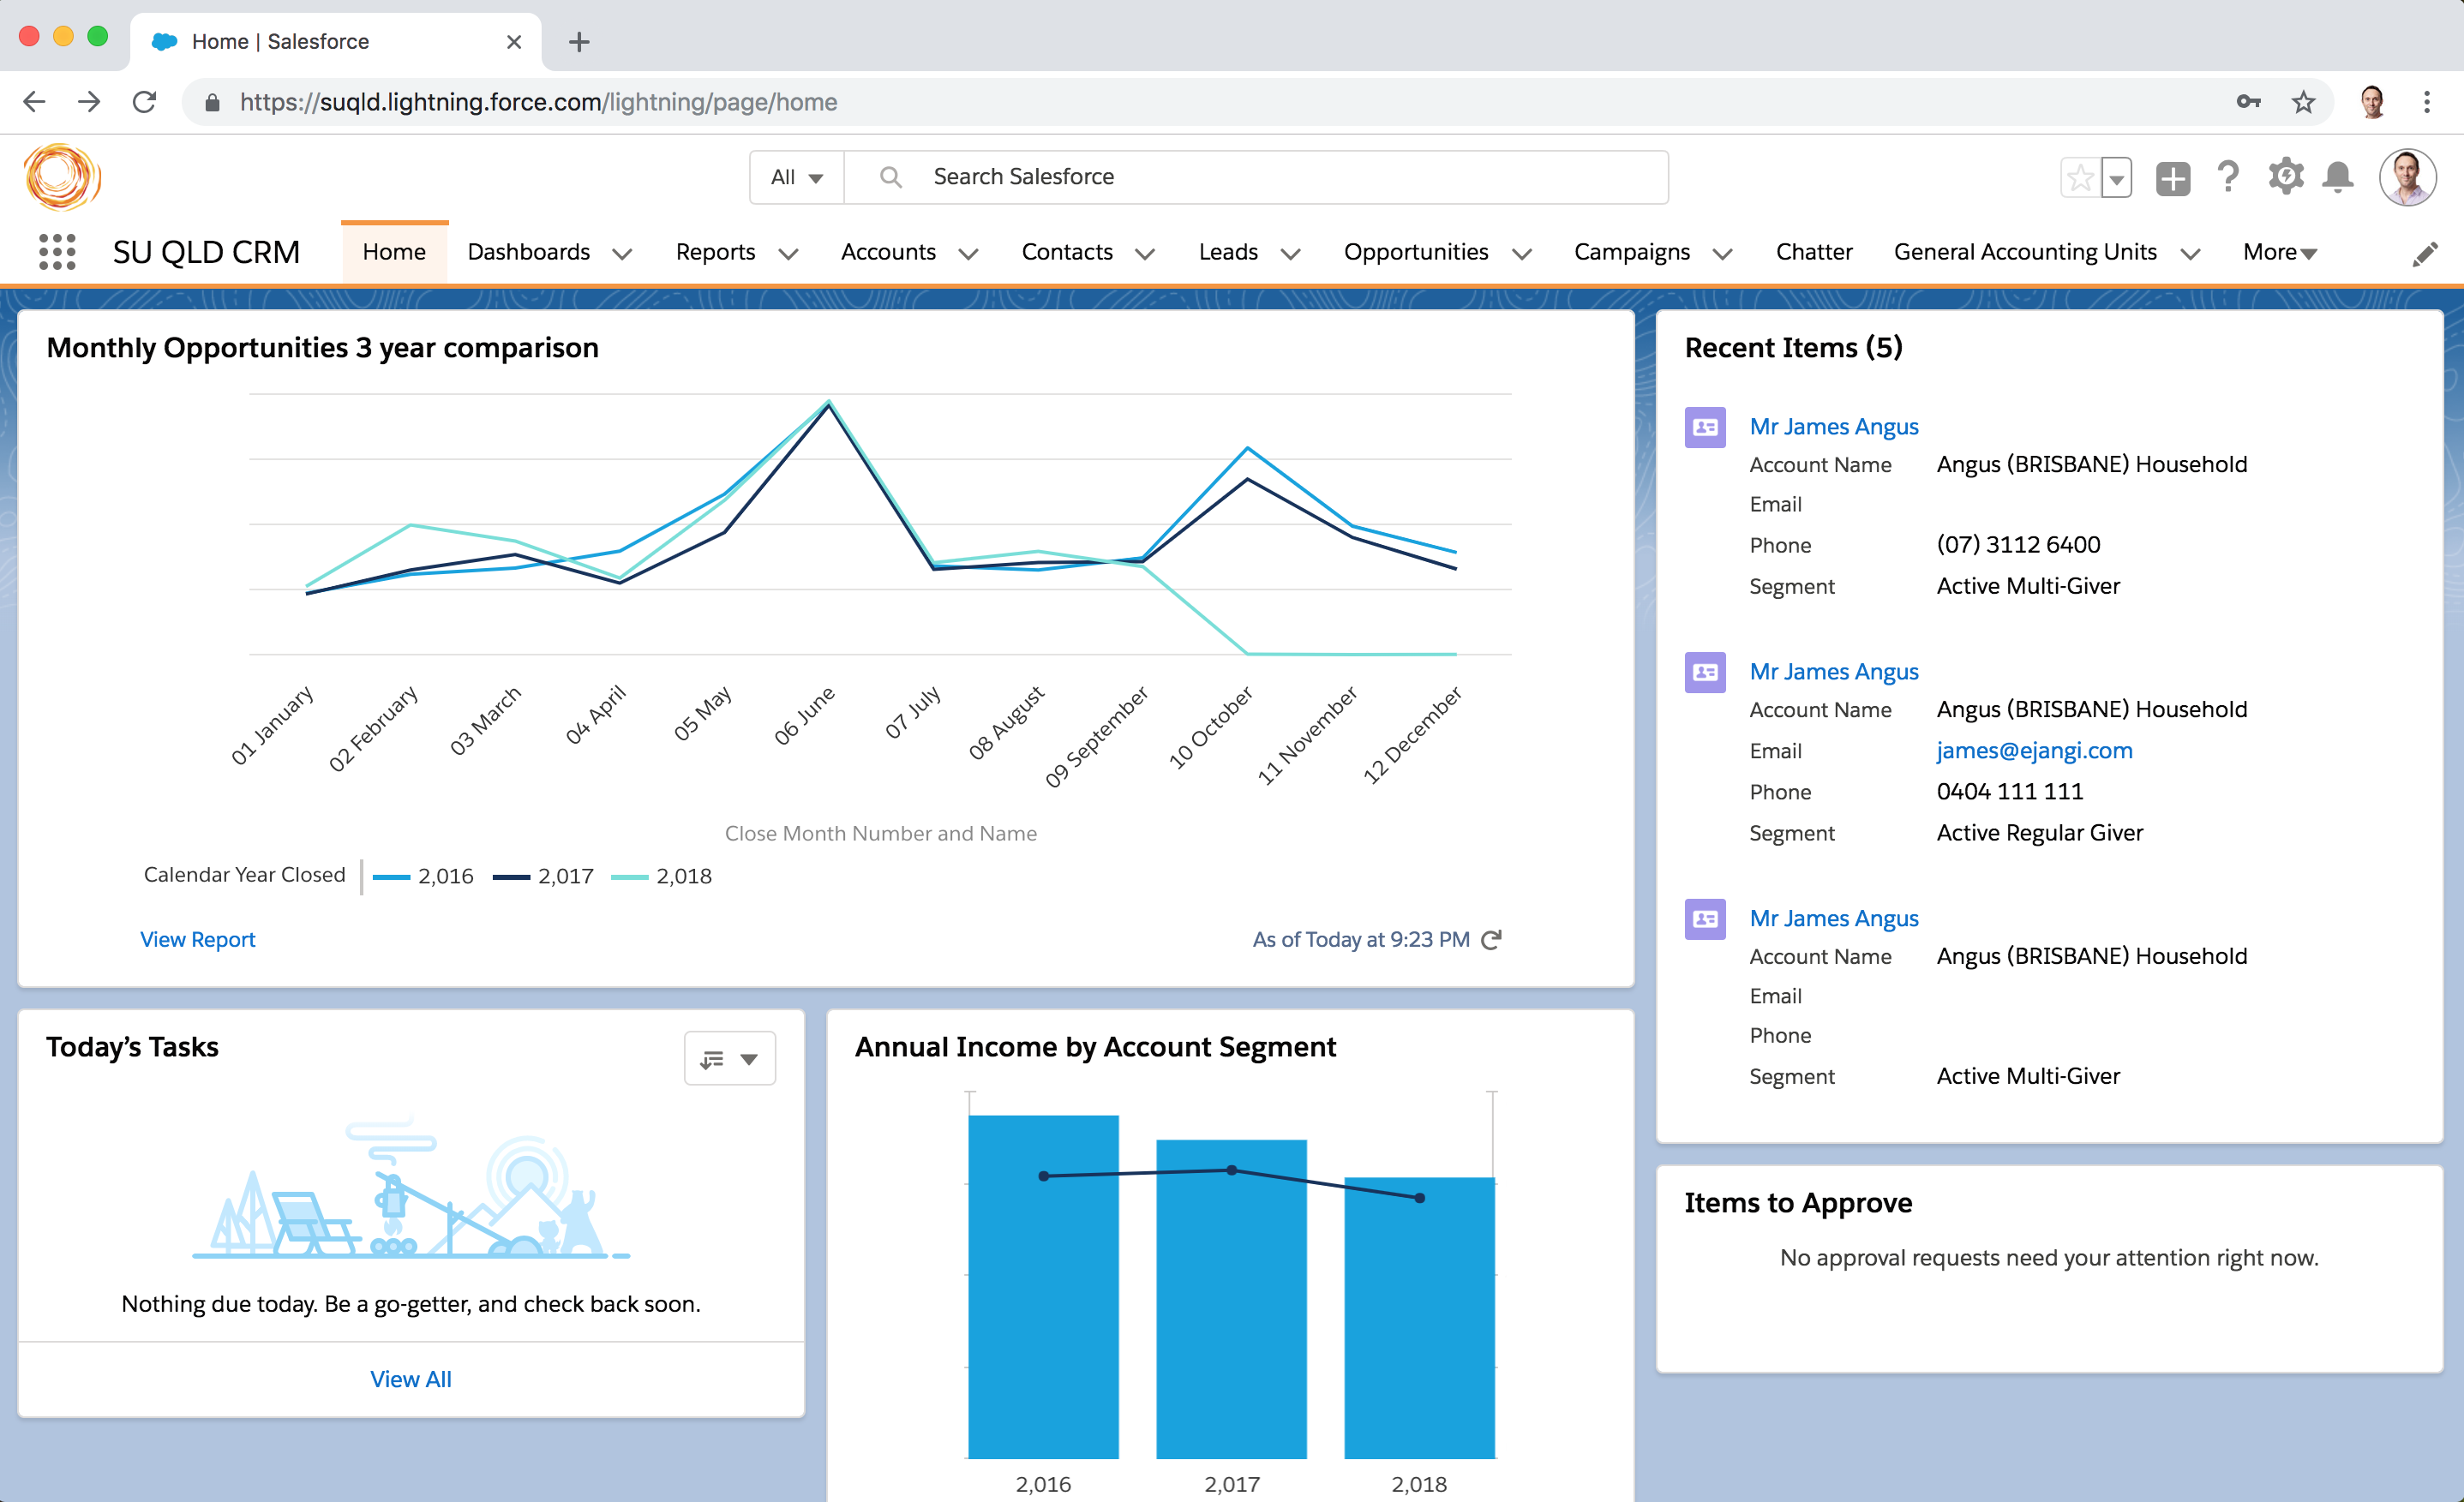 Home | Salesforce
https://suqld.lightning.force.com/lightning/page/home
All Search Salesforce
SU QLD CRM Home Dashboards Reports Accounts Contacts Leads Opportunities Campaigns Chatter General Accounting Units More
Monthly Opportunities 3 year comparison
01 January 02 February 03 March 04 April 05 May 06 June 07 July 08 August 09 September 10 October 11 November 12 December
Close Month Number and Name
Calendar Year Closed 2,016 2,017 2,018
View Report As of Today at 9:23 PM
Today’s Tasks
Nothing due today. Be a go-getter, and check back soon.
View All
Annual Income by Account Segment
2,016 2,017 2,018
Recent Items (5)
Mr James Angus
Account Name Angus (BRISBANE) Household
Email
Phone (07) 3112 6400
Segment Active Multi-Giver
Mr James Angus
Account Name Angus (BRISBANE) Household
Email james@ejangi.com
Phone 0404 111 111
Segment Active Regular Giver
Mr James Angus
Account Name Angus (BRISBANE) Household
Email
Phone
Segment Active Multi-Giver
Items to Approve
No approval requests need your attention right now.